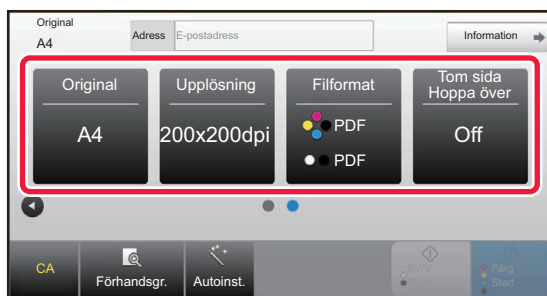 Original
A4
Adress
E-postadress
Information
Original
A4
Upplösning
200x200dpi
Filformat
PDF
PDF
Tom sida
Hoppa över
Off
CA
Förhandsgr.
Autoinst.
SV/V
Start
Färg
Start